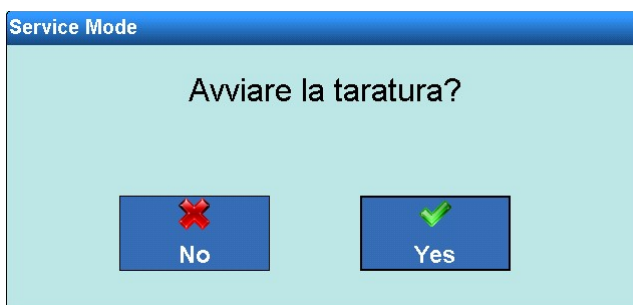 Service Mode
Avviare la taratura?
No
Yes